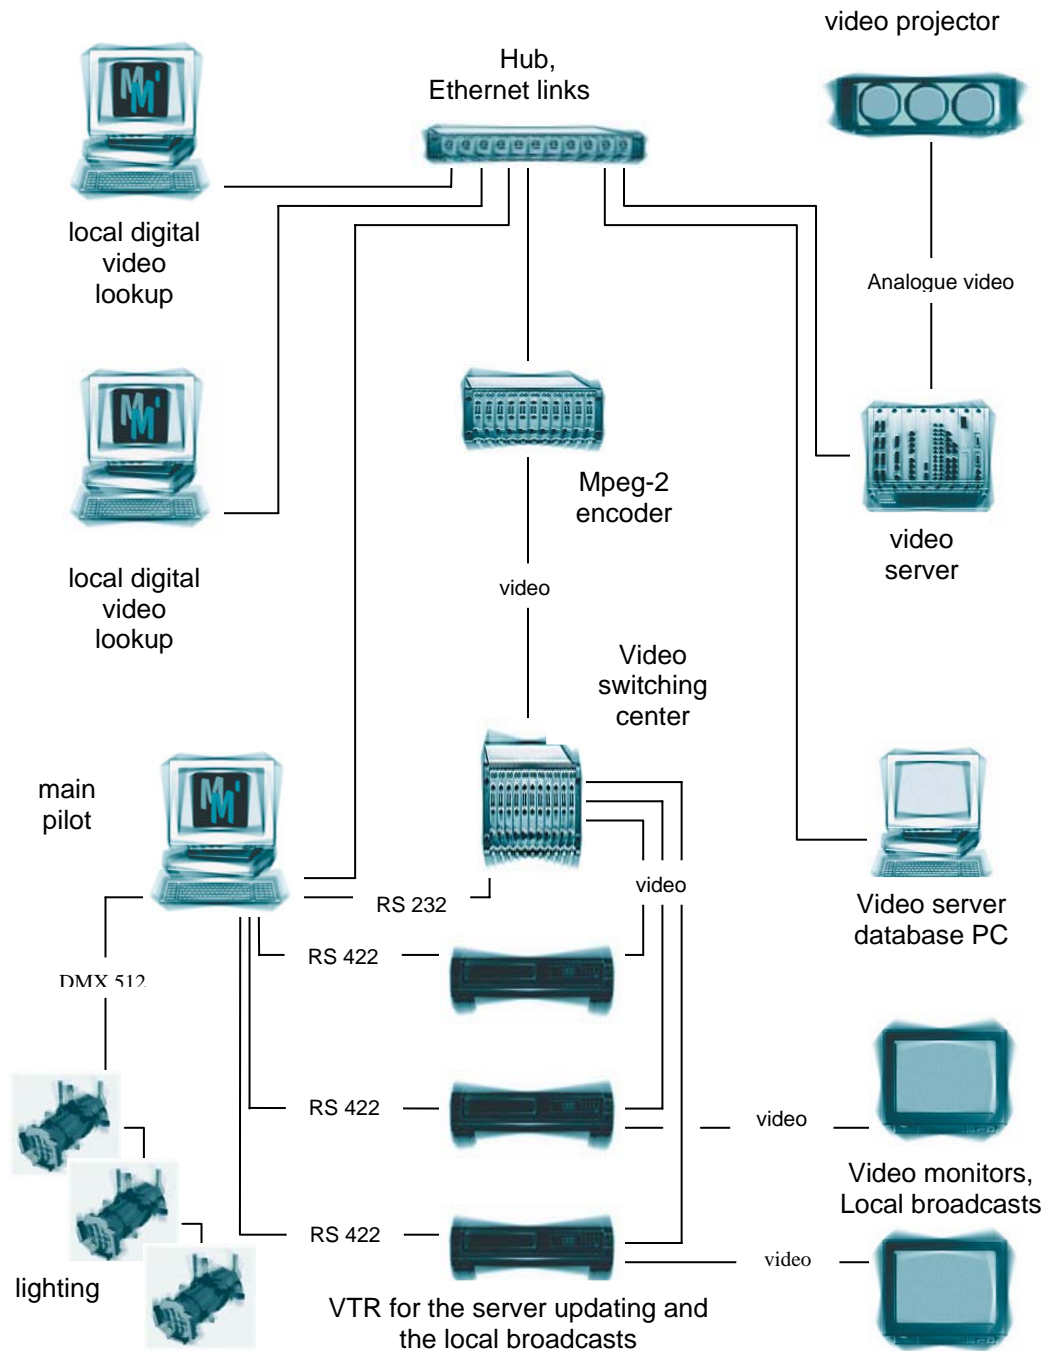 video projector
Hub,
Ethernet links
M M'
local digital
video
lookup
Analogue video
M M'
Mpeg-2
encoder
video
server
local digital
video
lookup
video
Video
switching
center
main
pilot
M M'
video
RS 232
Video server
database PC
RS 422
DMX 512
RS 422
video
Video monitors,
Local broadcasts
RS 422
video
lighting
VTR for the server updating and
the local broadcasts